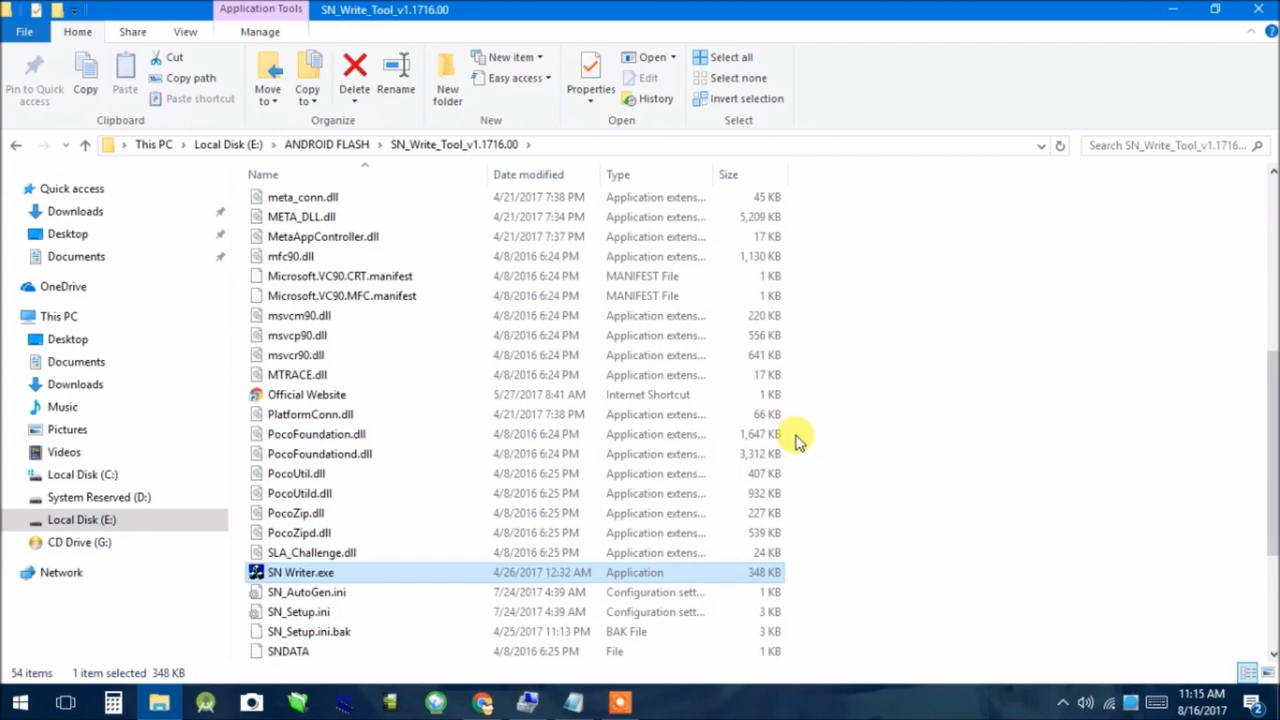 Application Tools
SN_Write_Tool_v1.1716.00
File
Home
Share
View
Manage
Pin to Quick access
Copy
Paste
Cut
Copy path
Paste shortcut
Clipboard
Move to
Copy to
Delete
Rename
Organize
New folder
New item
Easy access
New
Properties
Open
Edit
History
Open
Select all
Select none
Invert selection
Select
This PC > Local Disk (E:) > ANDROID FLASH > SN_Write_Tool_v1.1716.00 >
Search SN_Write_Tool_v1.1716...
Quick access
Downloads
Desktop
Documents
OneDrive
This PC
Desktop
Documents
Downloads
Music
Pictures
Videos
Local Disk (C:)
System Reserved (D:)
Local Disk (E:)
CD Drive (G:)
Network
Name Date modified Type Size
meta_conn.dll 4/21/2017 7:38 PM Application extens... 45 KB
META_DLL.dll 4/21/2017 7:34 PM Application extens... 5,209 KB
MetaAppController.dll 4/21/2017 7:37 PM Application extens... 17 KB
mfc90.dll 4/8/2016 6:24 PM Application extens... 1,130 KB
Microsoft.VC90.CRT.manifest 4/8/2016 6:24 PM MANIFEST File 1 KB
Microsoft.VC90.MFC.manifest 4/8/2016 6:24 PM MANIFEST File 1 KB
msvcm90.dll 4/8/2016 6:24 PM Application extens... 220 KB
msvcp90.dll 4/8/2016 6:24 PM Application extens... 556 KB
msvcr90.dll 4/8/2016 6:24 PM Application extens... 641 KB
MTRACE.dll 4/8/2016 6:24 PM Application extens... 17 KB
Official Website 5/27/2017 8:41 AM Internet Shortcut 1 KB
PlatformConn.dll 4/21/2017 7:38 PM Application extens... 66 KB
PocoFoundation.dll 4/8/2016 6:24 PM Application extens... 1,647 KB
PocoFoundationd.dll 4/8/2016 6:24 PM Application extens... 3,312 KB
PocoUtil.dll 4/8/2016 6:25 PM Application extens... 407 KB
PocoUtild.dll 4/8/2016 6:25 PM Application extens... 932 KB
PocoZip.dll 4/8/2016 6:25 PM Application extens... 227 KB
PocoZipd.dll 4/8/2016 6:25 PM Application extens... 539 KB
SLA_Challenge.dll 4/8/2016 6:25 PM Application extens... 24 KB
SN Writer.exe 4/26/2017 12:32 AM Application 348 KB
SN_AutoGen.ini 7/24/2017 4:39 AM Configuration sett... 1 KB
SN_Setup.ini 7/24/2017 4:39 AM Configuration sett... 3 KB
SN_Setup.ini.bak 4/25/2017 11:13 PM BAK File 3 KB
SNDATA 4/8/2016 6:25 PM File 1 KB
54 items 1 item selected 348 KB
11:15 AM
8/16/2017
2